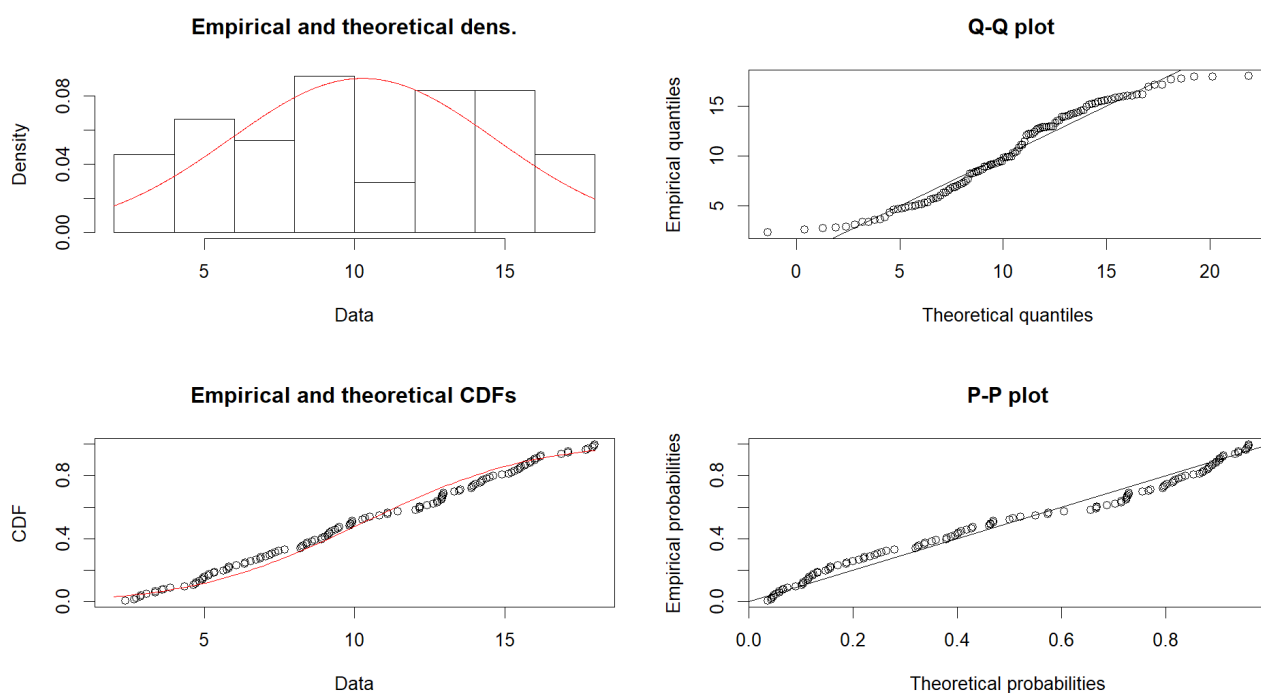 Empirical and theoretical dens.
Density
0.00 0.04 0.08
5 10 15
Data
Q-Q plot
Empirical quantiles
5 10 15
0 5 10 15 20
Theoretical quantiles
Empirical and theoretical CDFs
CDF
0.0 0.4 0.8
5 10 15
Data
P-P plot
Empirical probabilities
0.0 0.4 0.8
0.0 0.2 0.4 0.6 0.8
Theoretical probabilities